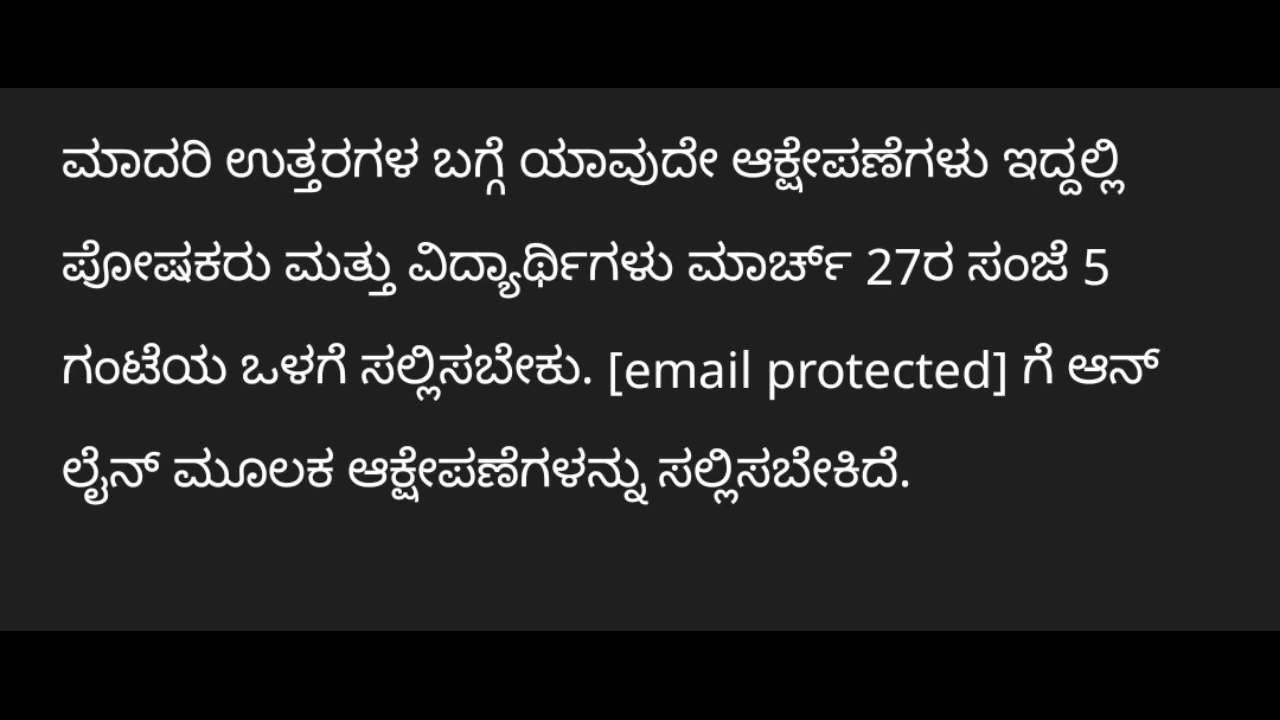 ಮಾದರಿ ಉತ್ತರಗಳ ಬಗ್ಗೆ ಯಾವುದೇ ಆಕ್ಷೇಪಣೆಗಳು ಇದ್ದಲ್ಲಿ
ಪೋಷಕರು ಮತ್ತು ವಿದ್ಯಾರ್ಥಿಗಳು ಮಾರ್ಚ್ 27ರ ಸಂಜೆ 5
ಗಂಟೆಯ ಒಳಗೆ ಸಲ್ಲಿಸಬೇಕು. [email protected] ಗೆ ಆನ್
ಲೈನ್ ಮೂಲಕ ಆಕ್ಷೇಪಣೆಗಳನ್ನು ಸಲ್ಲಿಸಬೇಕಿದೆ.